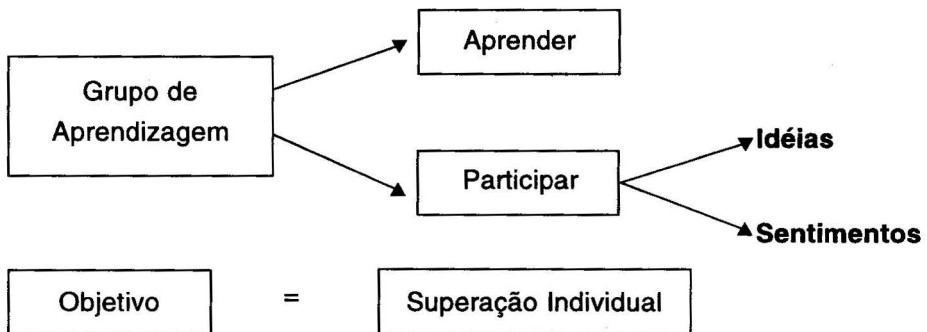 Aprender
Grupo de
Aprendizagem
Participar
Idéias
Sentimentos
Objetivo = Superação Individual